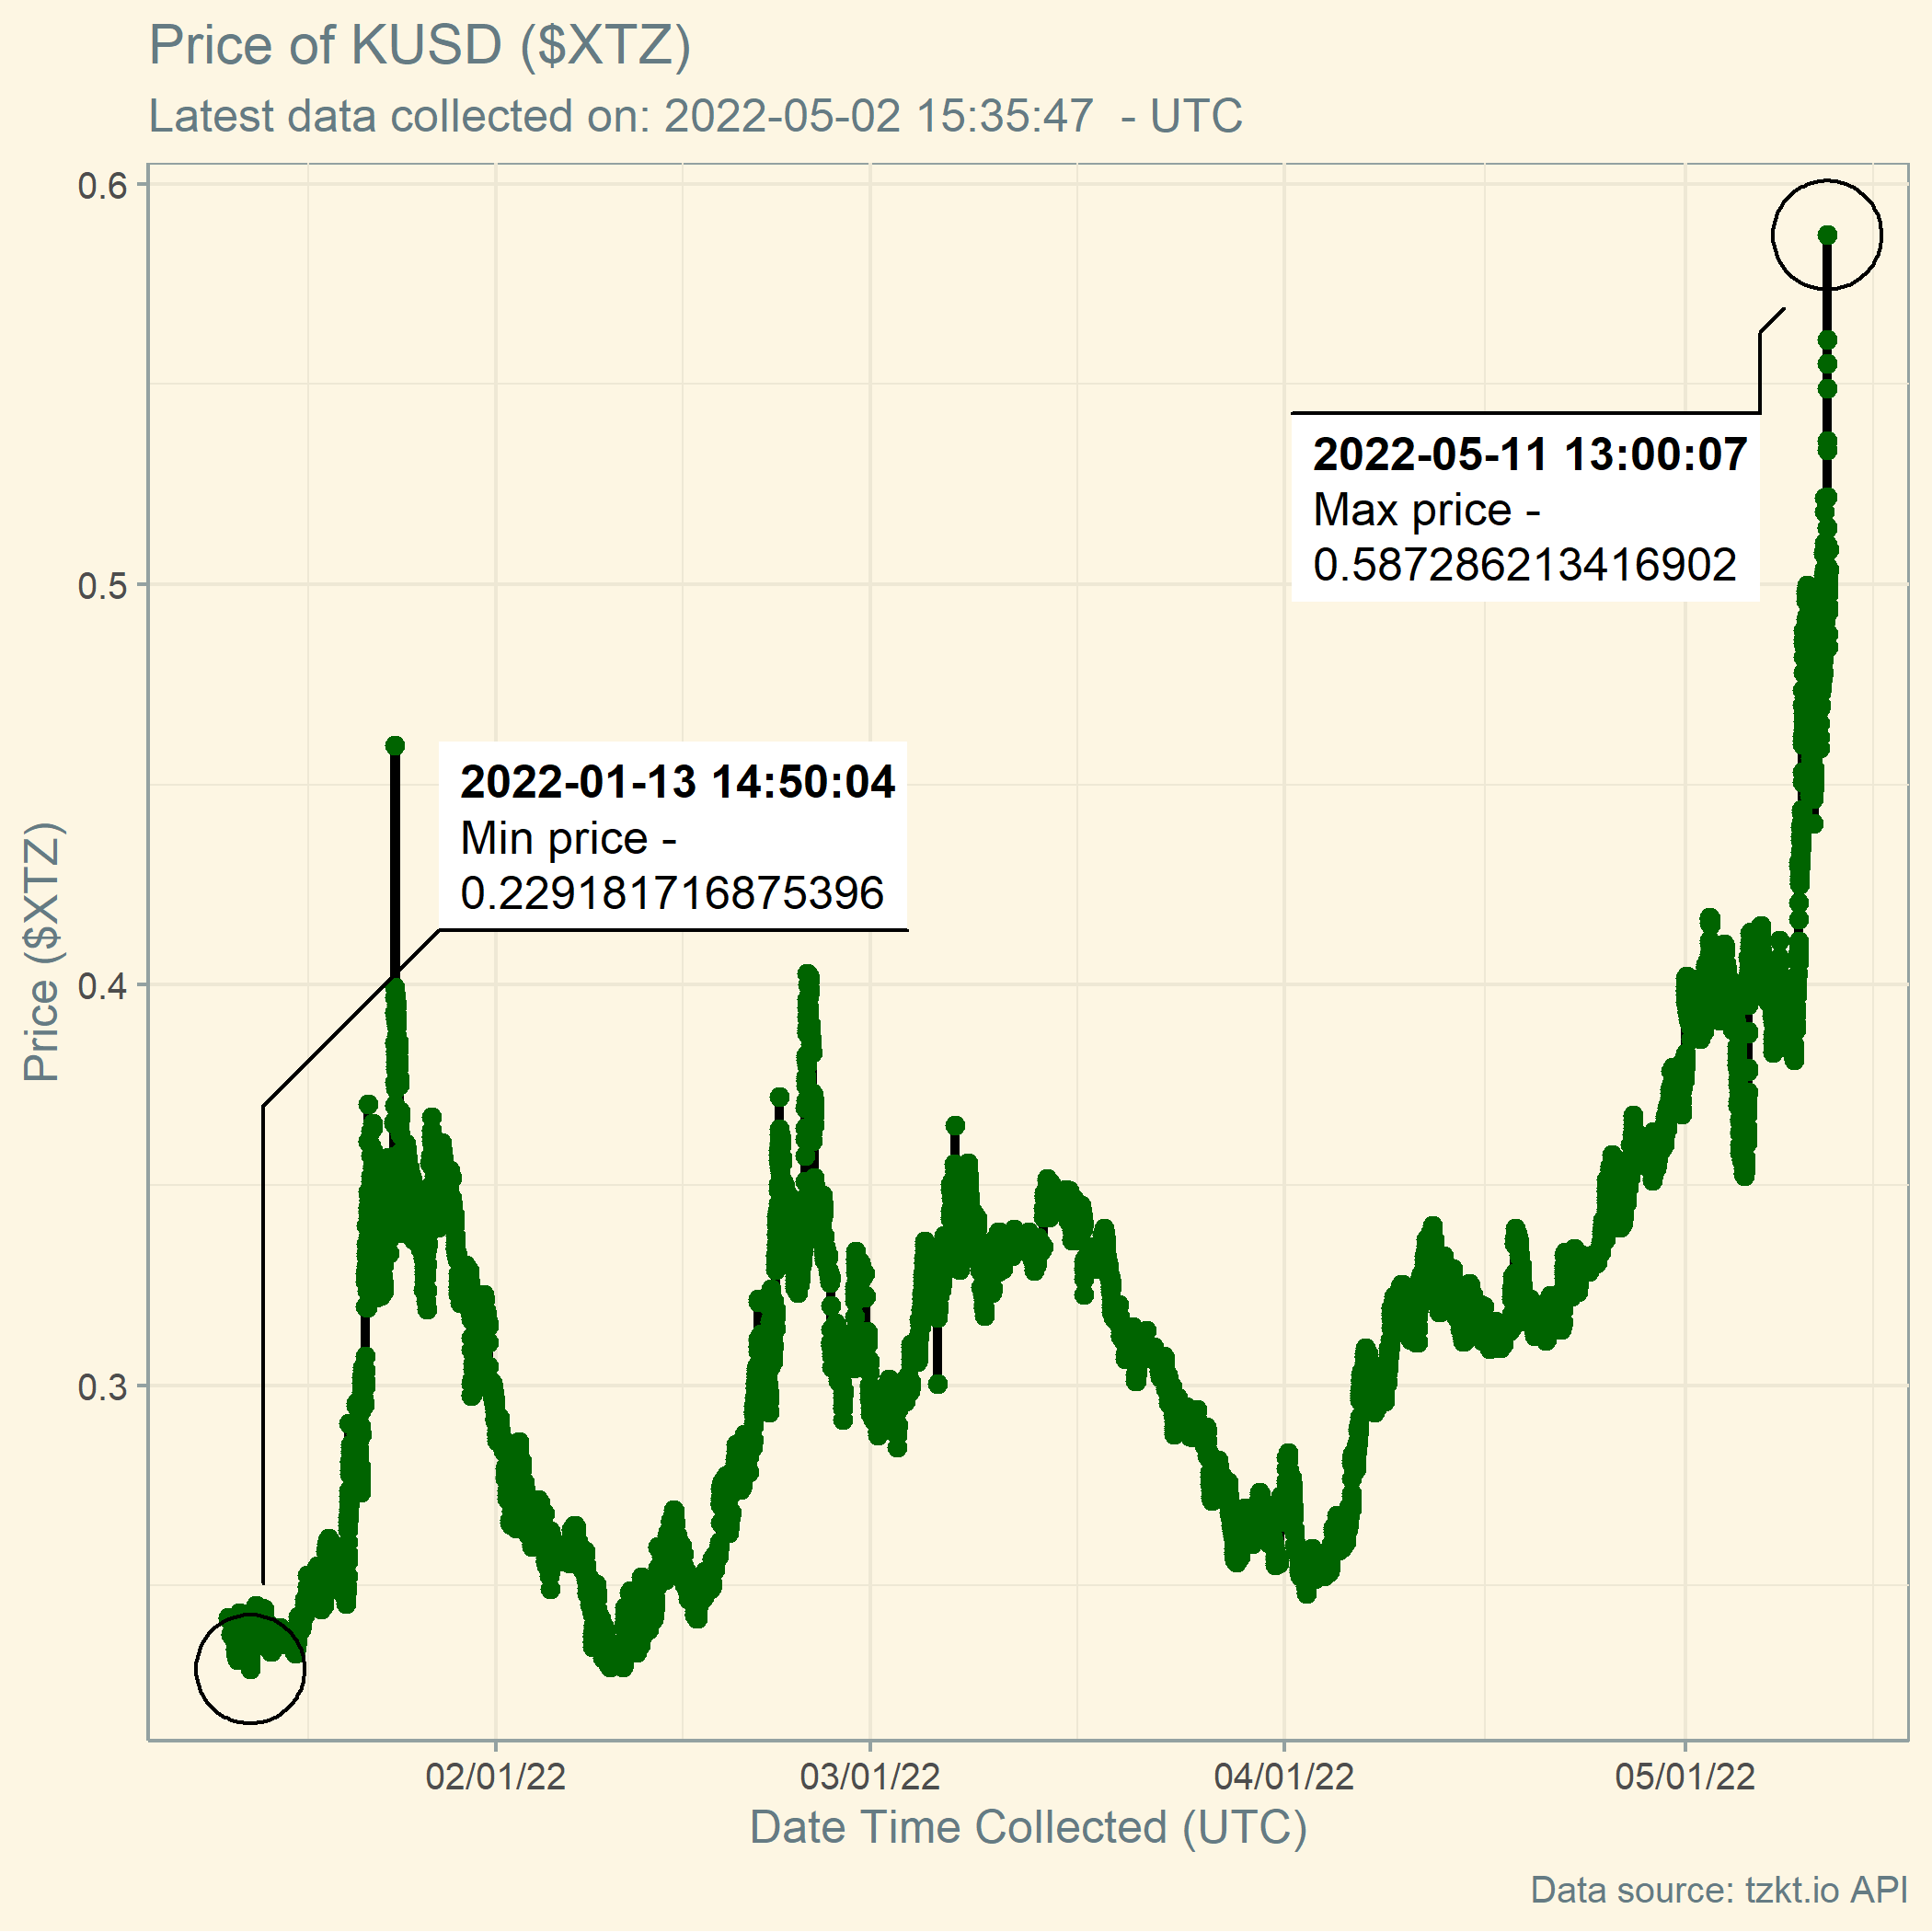 Price of KUSD ($XTZ)
Latest data collected on: 2022-05-02 15:35:47  - UTC
0.6
0.5
0.4
0.3
Price ($XTZ)
2022-05-11 13:00:07
Max price -
0.587286213416902
2022-01-13 14:50:04
Min price -
0.229181716875396
02/01/22
03/01/22
04/01/22
05/01/22
Date Time Collected (UTC)
Data source: tzkt.io API